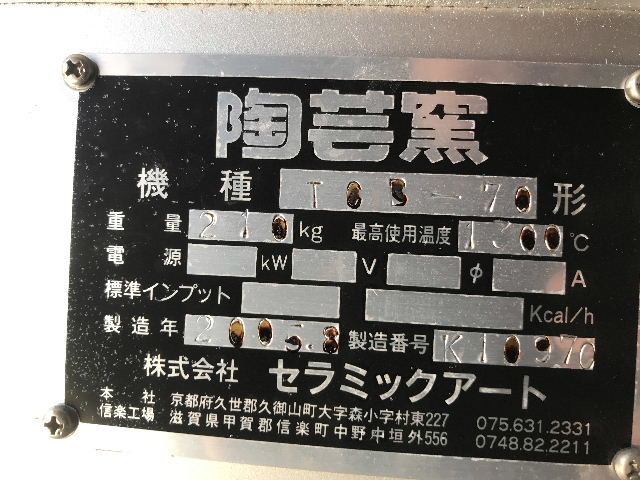 陶芸窯
機種 TOB-70 形
重量 210 kg 最高使用温度 1300 ℃
電源 kW V φ A
標準インプット Kcal/h
製造年 2005.8 製造番号 K1097
株式会社 セラミックアート
本社 京都府久世郡久御山町大字森小字村東227 075.631.2331
信楽工場 滋賀県甲賀郡信楽町中野中垣外556 0748.82.2211